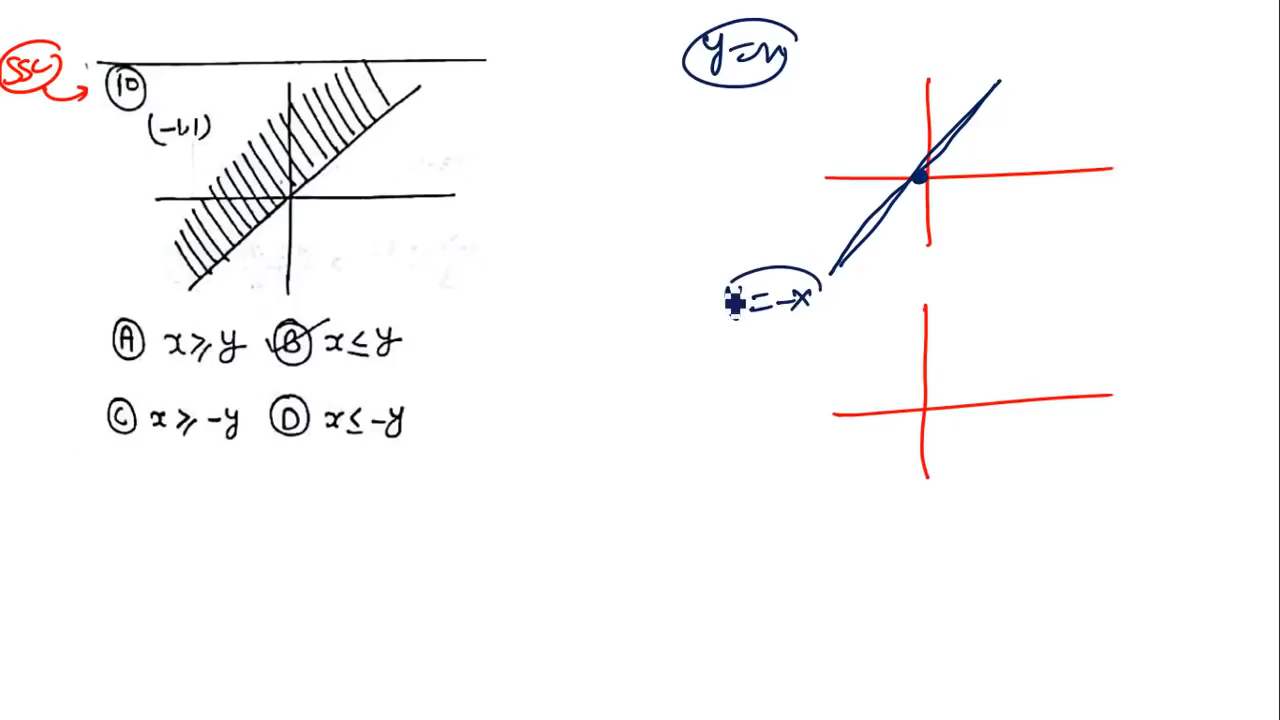 SSC
10
(-1,1)
A x ≥ y B x ≤ y
C x ≥ -y D x ≤ -y
= -x